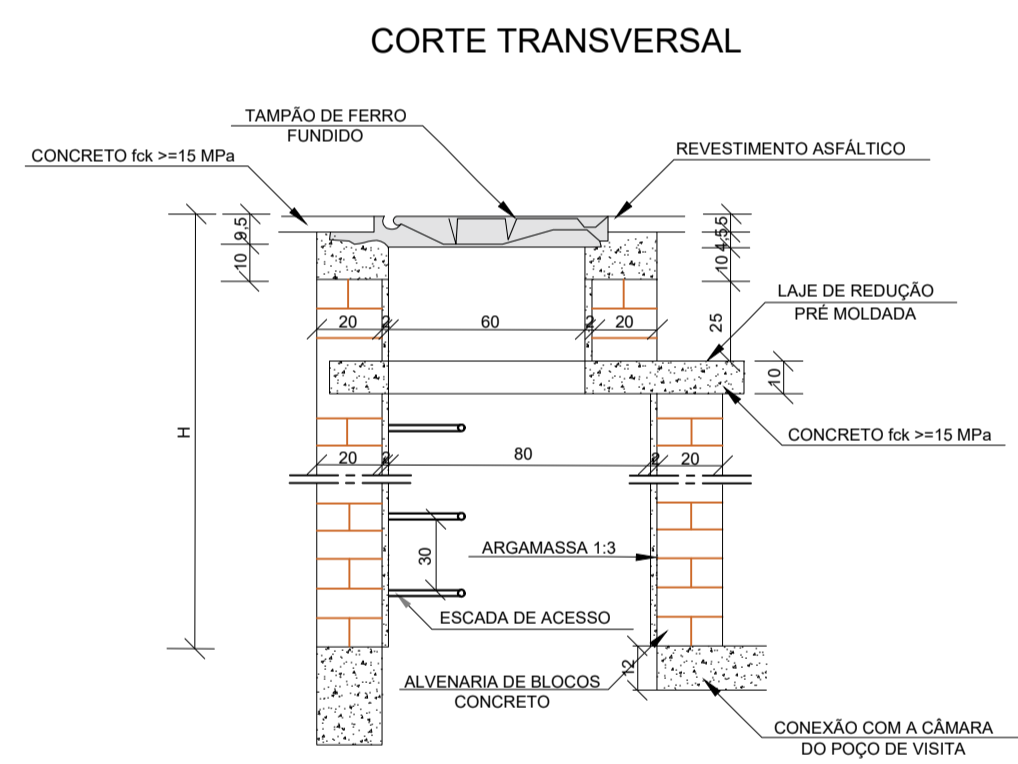 CORTE TRANSVERSAL
TAMPÃO DE FERRO
FUNDIDO
CONCRETO fck >=15 MPa
REVESTIMENTO ASFÁLTICO
9,5
10
5,5
4
10
25
LAJE DE REDUÇÃO
PRÉ MOLDADA
20
2
60
2
20
10
H
CONCRETO fck >=15 MPa
20
2
80
2
20
30
ARGAMASSA 1:3
ESCADA DE ACESSO
12
ALVENARIA DE BLOCOS
CONCRETO
CONEXÃO COM A CÂMARA
DO POÇO DE VISITA